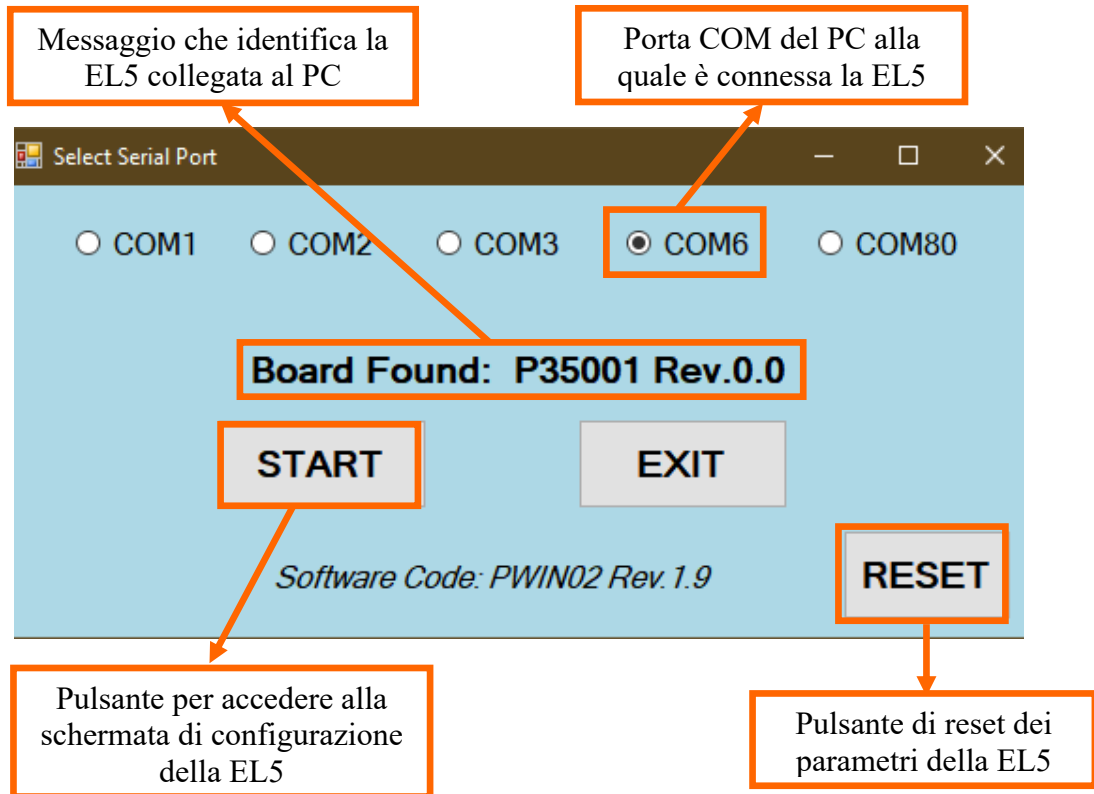 Messaggio che identifica la
EL5 collegata al PC
Porta COM del PC alla
quale è connessa la EL5
Select Serial Port
COM1 COM2 COM3 COM6 COM80
Board Found: P35001 Rev.0.0
START EXIT
Software Code: PWIN02 Rev.1.9
RESET
Pulsante per accedere alla
schermata di configurazione
della EL5
Pulsante di reset dei
parametri della EL5